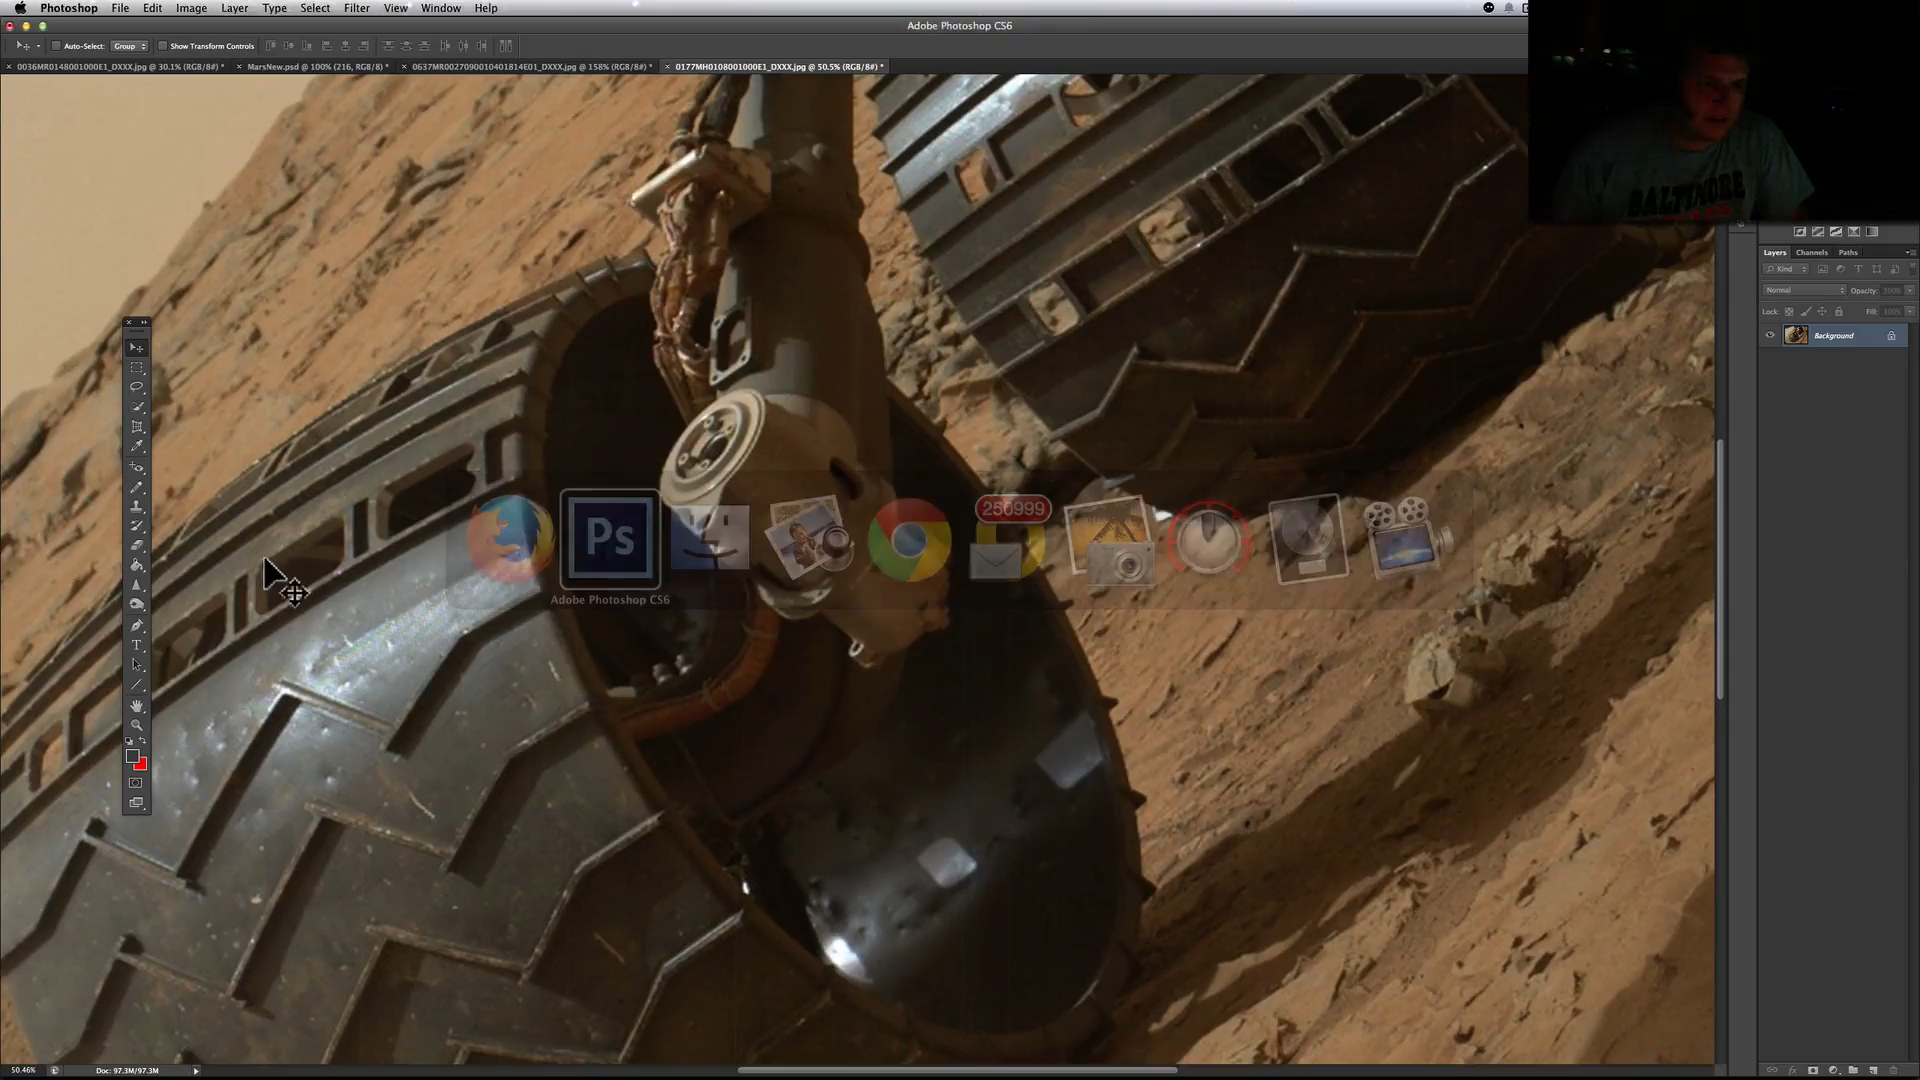 Photoshop File Edit Image Layer Type Select Filter View Window Help
Adobe Photoshop CS6
Auto-Select: Group Show Transform Controls
0036MR0148001000E1_DXXX.jpg @ 30.1% (RGB/8#) * MarsNew.psd @ 100% (216, RGB/8) * 0637MR0027090010401814E01_DXXX.jpg @ 158% (RGB/8#) * 0177MH0108001000E1_DXXX.jpg @ 50.5% (RGB/8#) *
BALTIMORE
Layers Channels Paths
Kind
Normal Opacity: 100%
Lock: Fill: 100%
Background
250999
Ps
Adobe Photoshop CS6
T
50.46% Doc: 97.3M/97.3M